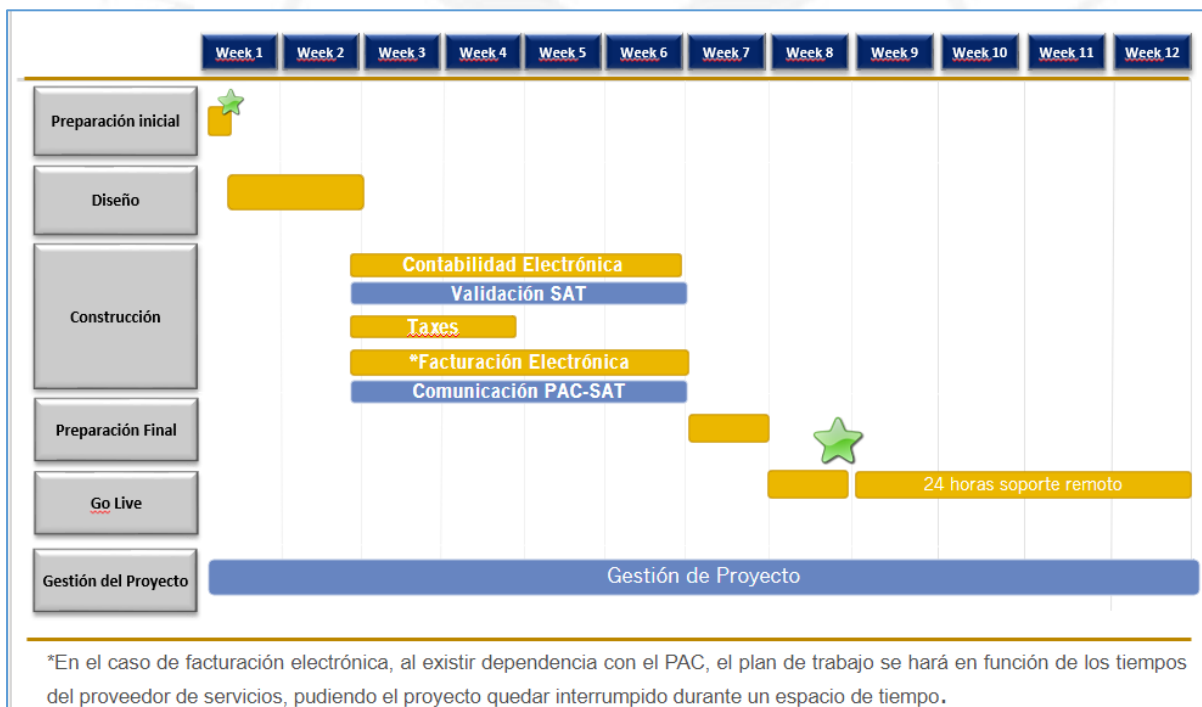 Week 1 Week 2 Week 3 Week 4 Week 5 Week 6 Week 7 Week 8 Week 9 Week 10 Week 11 Week 12
Preparación inicial
Diseño
Construcción
Contabilidad Electrónica
Validación SAT
Taxes
*Facturación Electrónica
Comunicación PAC-SAT
Preparación Final
Go Live
24 horas soporte remoto
Gestión del Proyecto
Gestión de Proyecto
*En el caso de facturación electrónica, al existir dependencia con el PAC, el plan de trabajo se hará en función de los tiempos
del proveedor de servicios, pudiendo el proyecto quedar interrumpido durante un espacio de tiempo.